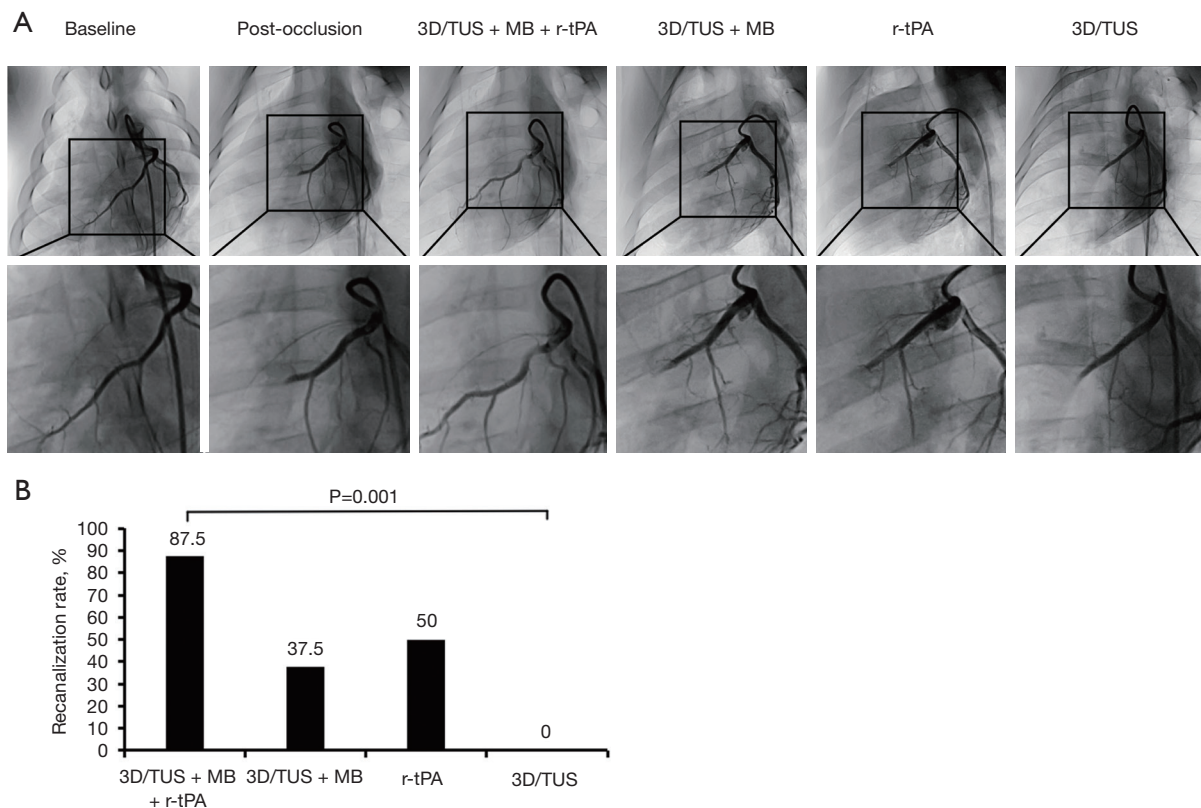 A
Baseline
Post-occlusion
3D/TUS + MB + r-tPA
3D/TUS + MB
r-tPA
3D/TUS
B
P=0.001
Recanalization rate, %
100
90
80
70
60
50
40
30
20
10
0
87.5
37.5
50
0
3D/TUS + MB
+ r-tPA
3D/TUS + MB
r-tPA
3D/TUS